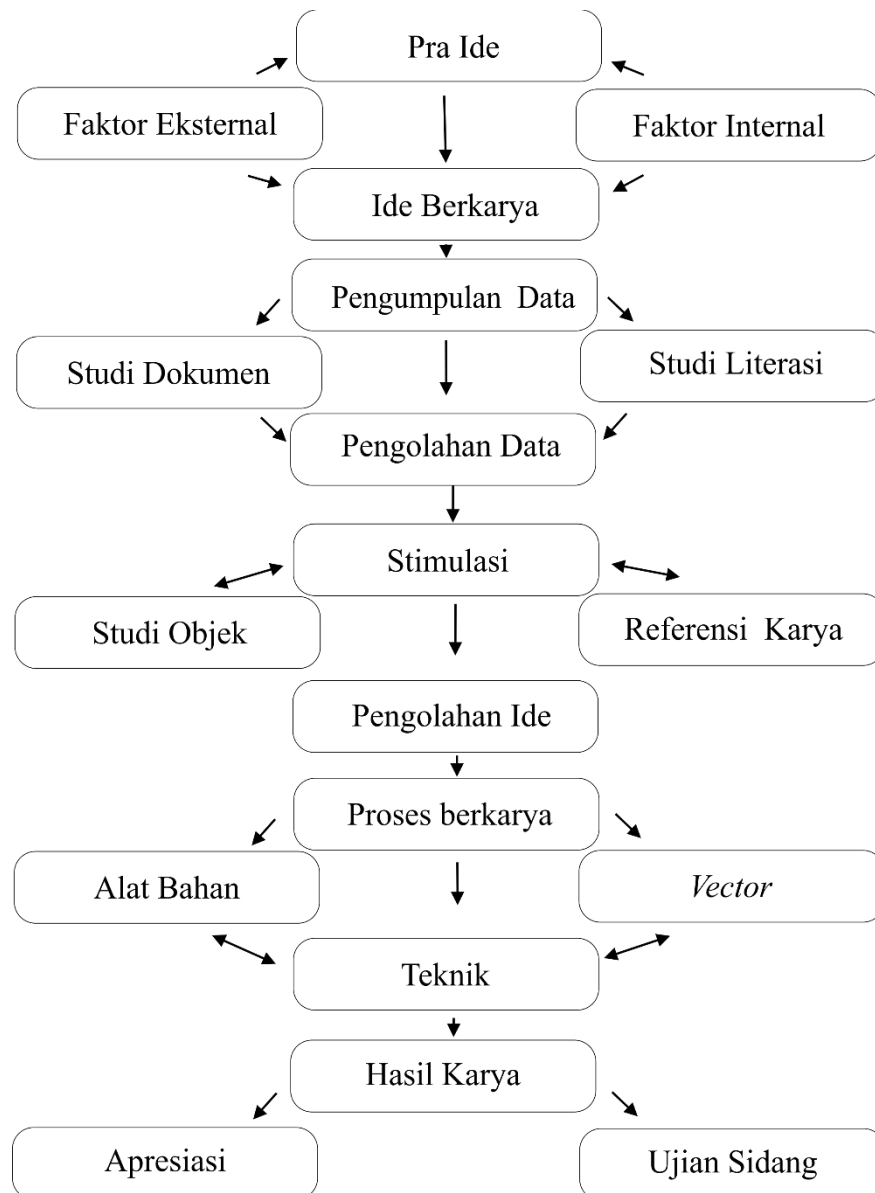 Pra Ide
Faktor Eksternal
Faktor Internal
Ide Berkarya
Pengumpulan Data
Studi Dokumen
Studi Literasi
Pengolahan Data
Stimulasi
Studi Objek
Referensi Karya
Pengolahan Ide
Proses berkarya
Alat Bahan
Vector
Teknik
Hasil Karya
Apresiasi
Ujian Sidang